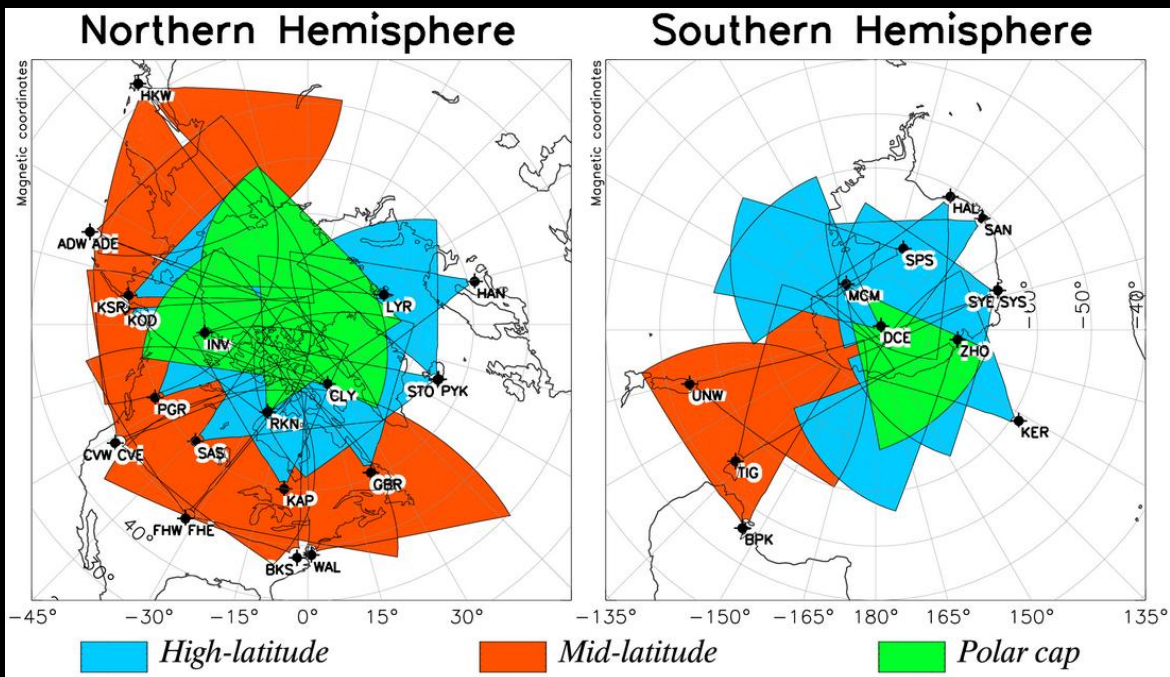 Northern Hemisphere
Southern Hemisphere
Magnetic coordinates
HKW
ADW ADE
KSR
KOD
INV
LYR
HAN
CLY
STO PYK
PGR
RKN
CVW CVE
SAS
KAP
GBR
FHW FHE
40°
BKS
WAL
-45°
-30°
-15°
0°
15°
30°
Magnetic coordinates
HAL
SAN
SPS
MCM
SYE SYS
-60°
-50°
-40°
DCE
ZHO
UNW
KER
TIG
BPK
-135°
-150°
-165°
180°
165°
150°
135°
High-latitude
Mid-latitude
Polar cap